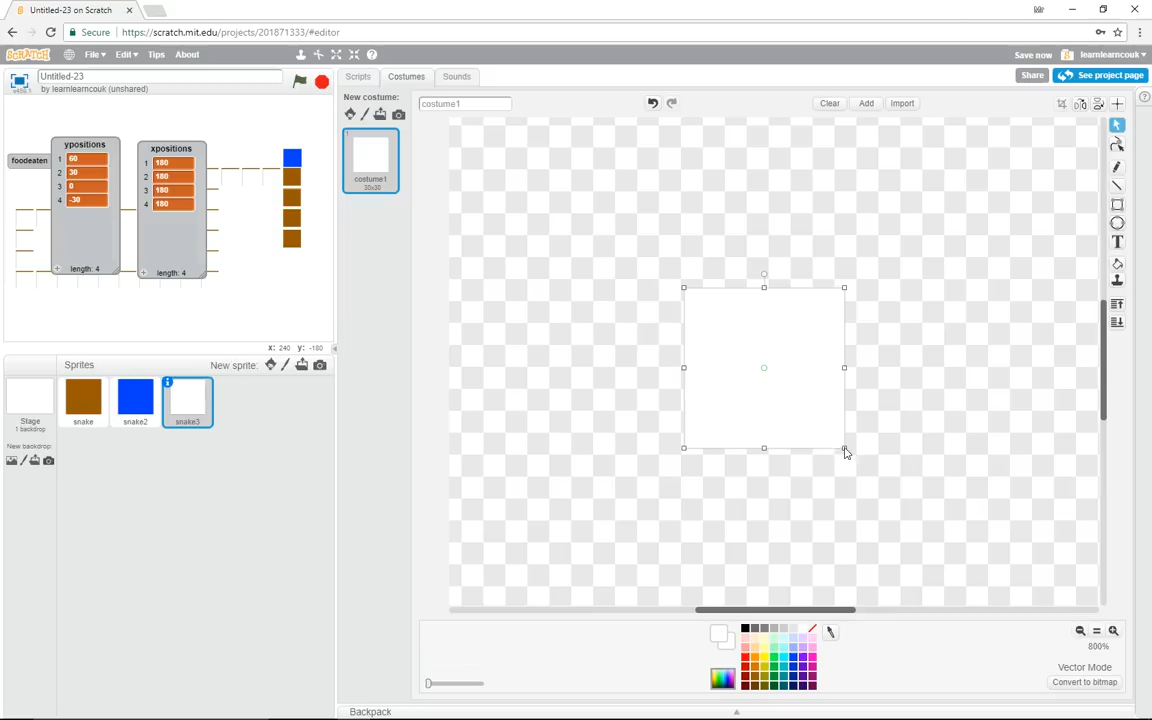 Untitled-23 on Scratch
Secure https://scratch.mit.edu/projects/201871333/#editor
SCRATCH File Edit Tips About Save now learnlearncouk
Untitled-23
by learnlearncouk (unshared)
Scripts Costumes Sounds Share See project page
New costume:
costume1 Clear Add Import
1
costume1
30x30
foodeaten
ypositions
1 60
2 30
3 0
4 -30
+ length: 4
xpositions
1 180
2 180
3 180
4 180
+ length: 4
x: 240 y: -180
Sprites New sprite:
Stage
1 backdrop
New backdrop:
snake
snake2
snake3
T
800%
Vector Mode
Convert to bitmap
Backpack